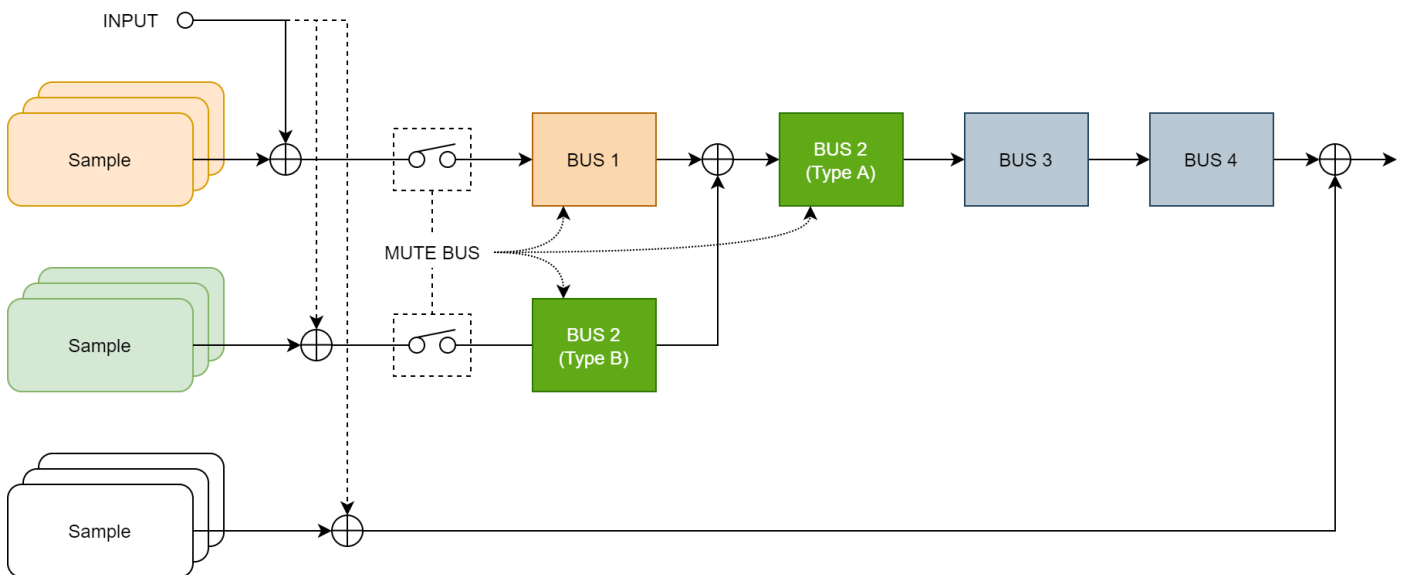 INPUT
Sample
BUS 1
BUS 2
(Type A)
BUS 3
BUS 4
MUTE BUS
Sample
BUS 2
(Type B)
Sample